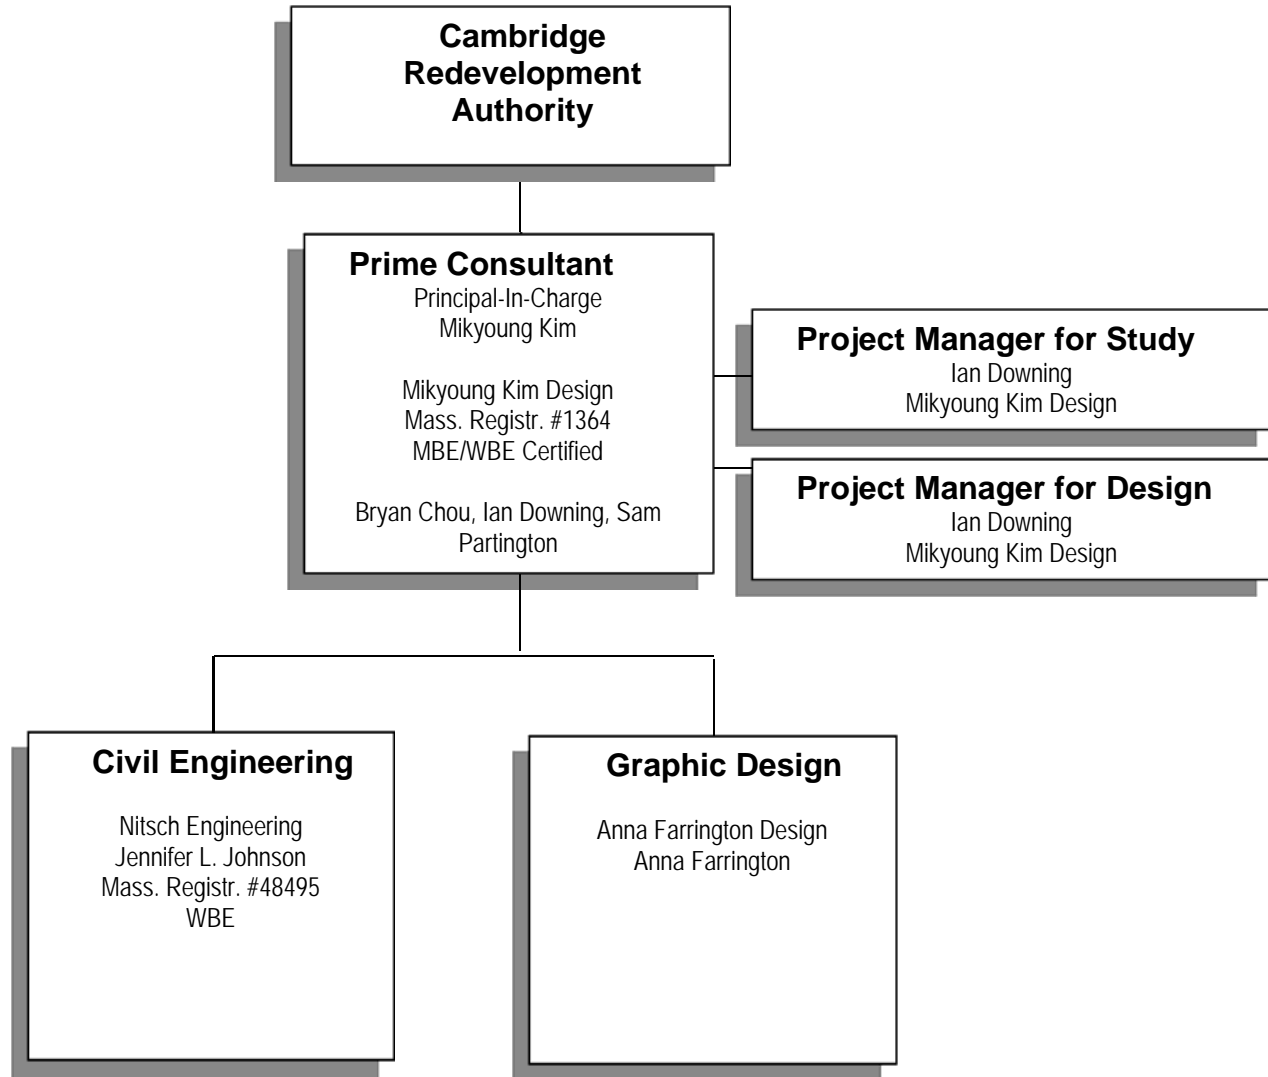 Cambridge
Redevelopment
Authority
Prime Consultant
Principal-In-Charge
Mikyoung Kim
Mikyoung Kim Design
Mass. Registr. #1364
MBE/WBE Certified
Bryan Chou, Ian Downing, Sam
Partington
Project Manager for Study
Ian Downing
Mikyoung Kim Design
Project Manager for Design
Ian Downing
Mikyoung Kim Design
Civil Engineering
Nitsch Engineering
Jennifer L. Johnson
Mass. Registr. #48495
WBE
Graphic Design
Anna Farrington Design
Anna Farrington